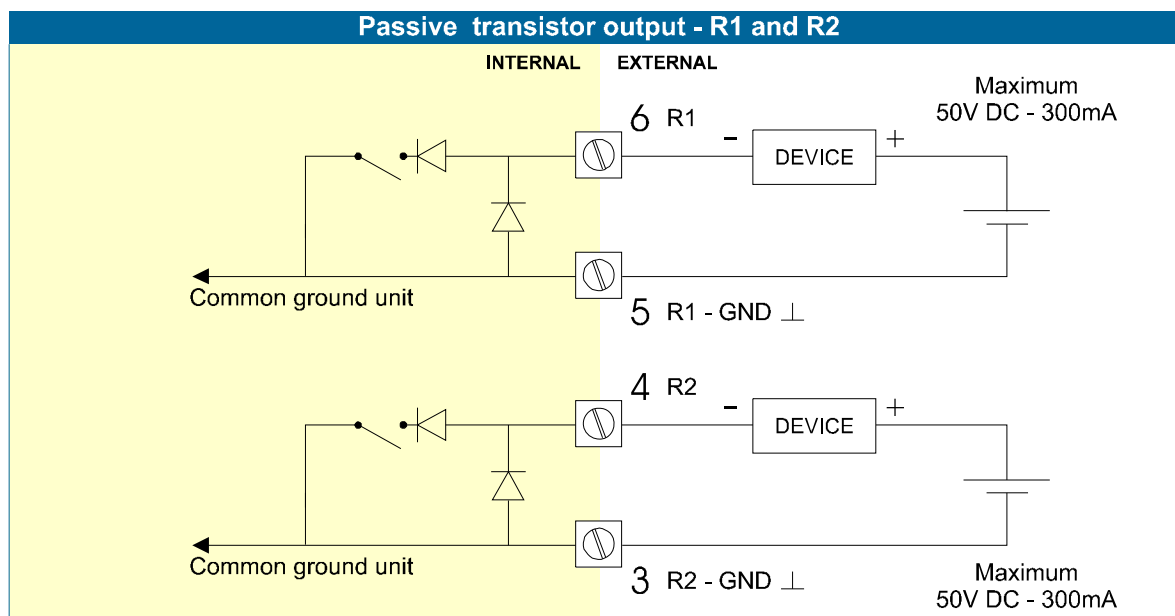 Passive transistor output - R1 and R2
INTERNAL EXTERNAL
Maximum
50V DC - 300mA
6 R1
- DEVICE +
Common ground unit
5 R1 - GND ⊥
4 R2
- DEVICE +
Common ground unit
3 R2 - GND ⊥
Maximum
50V DC - 300mA